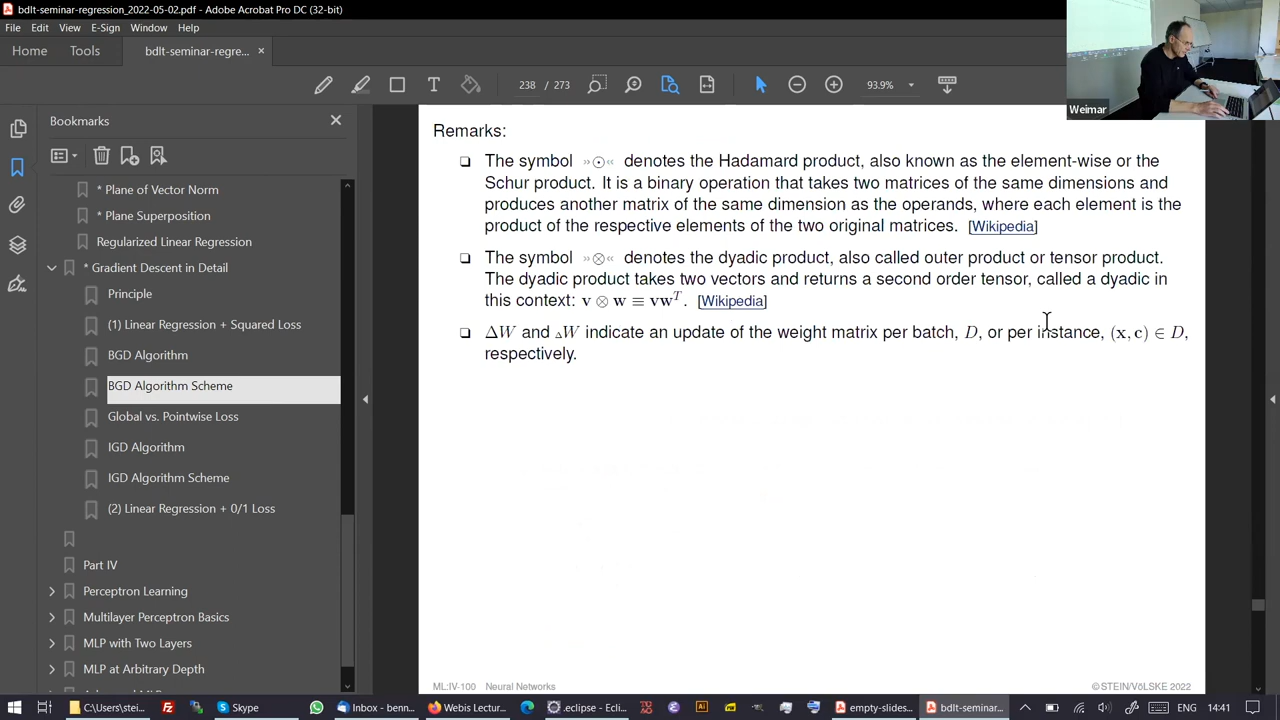 bdlt-seminar-regression_2022-05-02.pdf - Adobe Acrobat Pro DC (32-bit)
File Edit View E-Sign Window Help
Home Tools bdlt-seminar-regre... ×
238 / 273 93.9%
Weimar
Bookmarks
* Plane of Vector Norm
* Plane Superposition
Regularized Linear Regression
* Gradient Descent in Detail
Principle
(1) Linear Regression + Squared Loss
BGD Algorithm
BGD Algorithm Scheme
Global vs. Pointwise Loss
IGD Algorithm
IGD Algorithm Scheme
(2) Linear Regression + 0/1 Loss
Part IV
Perceptron Learning
Multilayer Perceptron Basics
MLP with Two Layers
MLP at Arbitrary Depth
Remarks:
❑ The symbol »⊙« denotes the Hadamard product, also known as the element-wise or the
Schur product. It is a binary operation that takes two matrices of the same dimensions and
produces another matrix of the same dimension as the operands, where each element is the
product of the respective elements of the two original matrices. [Wikipedia]
❑ The symbol »⊗« denotes the dyadic product, also called outer product or tensor product.
The dyadic product takes two vectors and returns a second order tensor, called a dyadic in
this context: v ⊗ w ≡ vwᵀ. [Wikipedia]
❑ ΔW and ΔW indicate an update of the weight matrix per batch, D, or per instance, (x, c) ∈ D,
respectively.
ML:IV-100 Neural Networks ©STEIN/VÖLSKE 2022
C:\Users\stei... Skype Inbox - benn... Webis Lectur... .eclipse - Ecli... empty-slides... bdlt-seminar... ENG 14:41